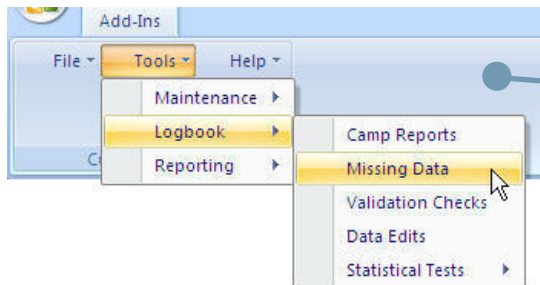 Add-Ins
File Tools Help
Maintenance
Logbook
Camp Reports
Reporting
Missing Data
Validation Checks
Data Edits
Statistical Tests